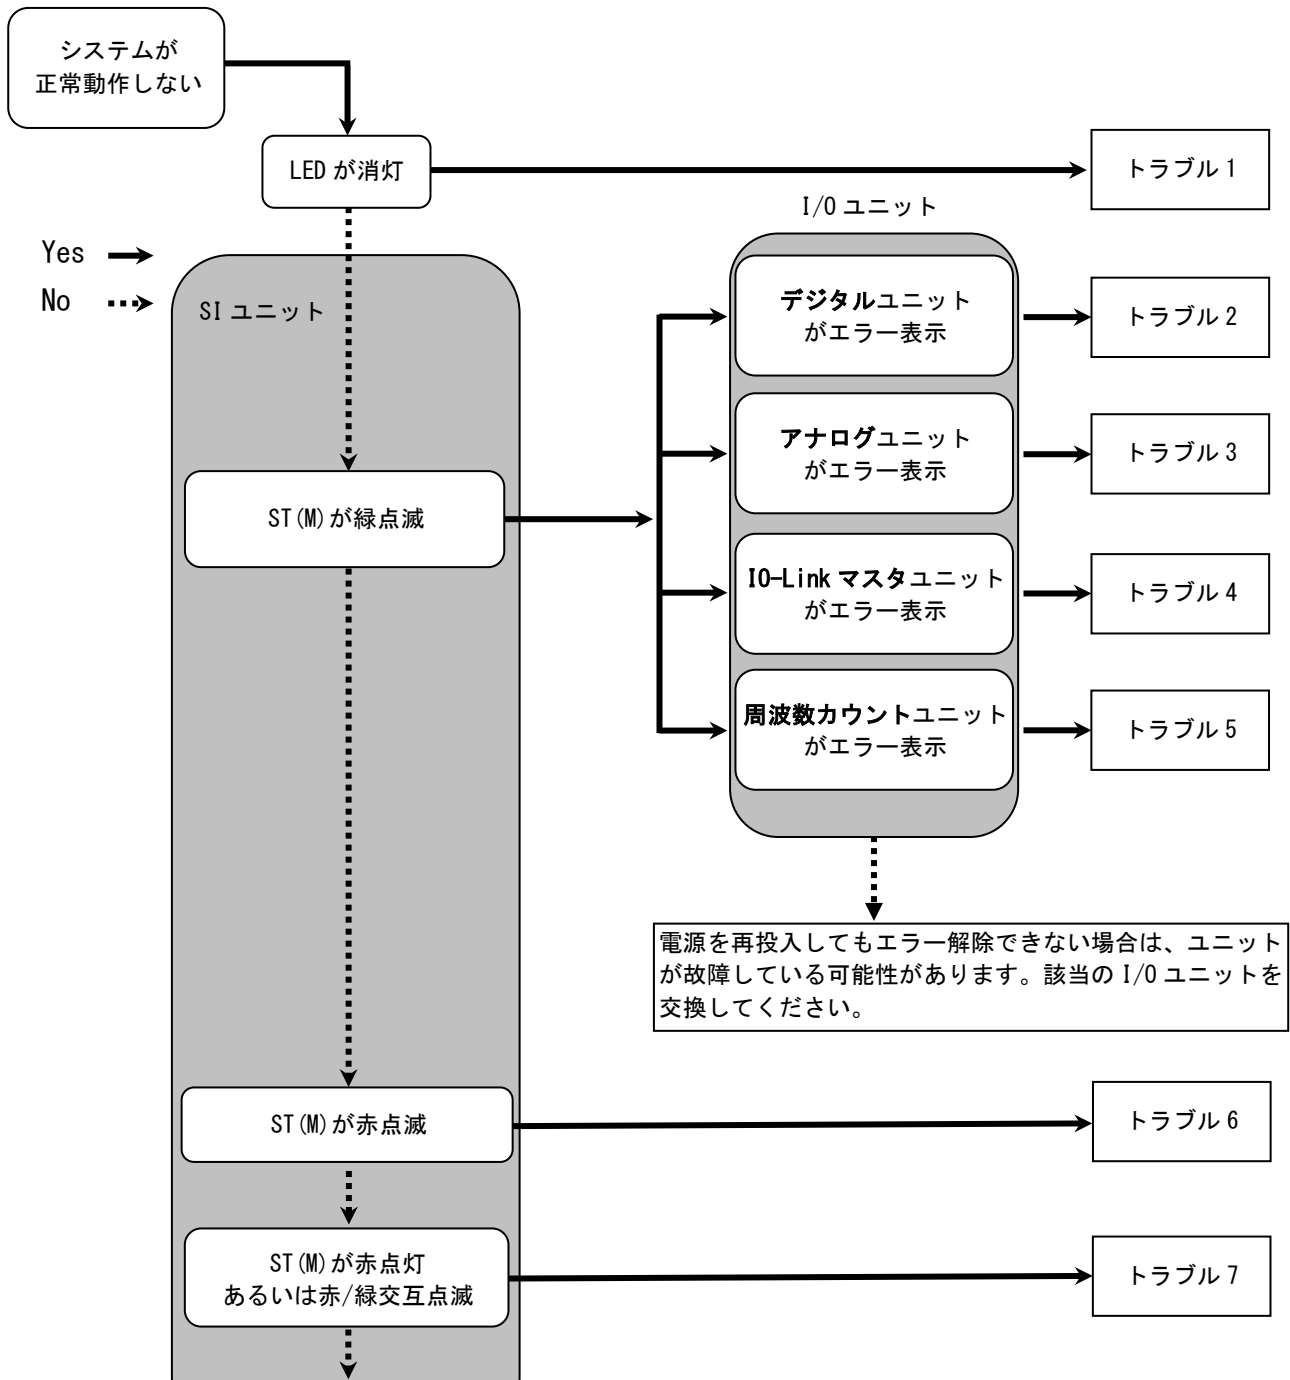 システムが
正常動作しない
LED が消灯
トラブル 1
I/O ユニット
Yes
No
SI ユニット
デジタルユニット
がエラー表示
トラブル 2
アナログユニット
がエラー表示
トラブル 3
ST(M)が緑点滅
IO-Link マスタユニット
がエラー表示
トラブル 4
周波数カウントユニット
がエラー表示
トラブル 5
電源を再投入してもエラー解除できない場合は、ユニット
が故障している可能性があります。該当の I/O ユニットを
交換してください。
ST(M)が赤点滅
トラブル 6
ST(M)が赤点灯
あるいは赤/緑交互点滅
トラブル 7